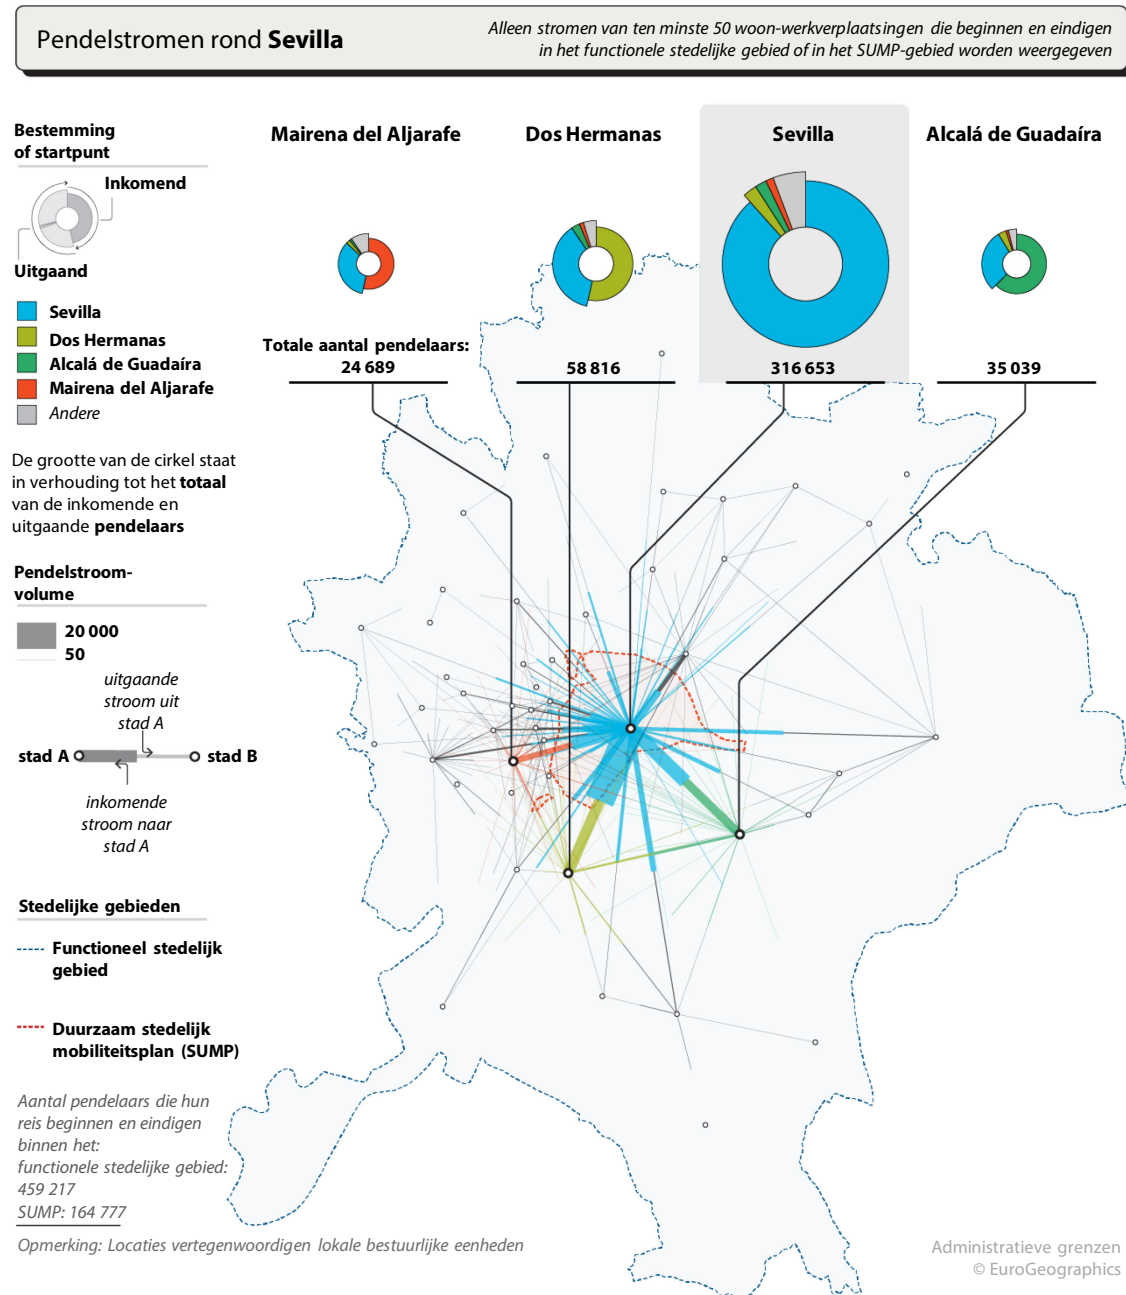 Pendelstromen rond Sevilla
Alleen stromen van ten minste 50 woon-werkverplaatsingen die beginnen en eindigen
in het functionele stedelijke gebied of in het SUMP-gebied worden weergegeven
Bestemming
of startpunt
Inkomend
Uitgaand
Sevilla
Dos Hermanas
Alcalá de Guadaíra
Mairena del Aljarafe
Andere
De grootte van de cirkel staat
in verhouding tot het totaal
van de inkomende en
uitgaande pendelaars
Mairena del Aljarafe
Dos Hermanas
Sevilla
Alcalá de Guadaíra
Totale aantal pendelaars:
24 689
58 816
316 653
35 039
Pendelstroom-
volume
20 000
50
uitgaande
stroom uit
stad A
stad A
stad B
inkomende
stroom naar
stad A
Stedelijke gebieden
Functioneel stedelijk
gebied
Duurzaam stedelijk
mobiliteitsplan (SUMP)
Aantal pendelaars die hun
reis beginnen en eindigen
binnen het:
functionele stedelijke gebied:
459 217
SUMP: 164 777
Opmerking: Locaties vertegenwoordigen lokale bestuurlijke eenheden
Administratieve grenzen
© EuroGeographics